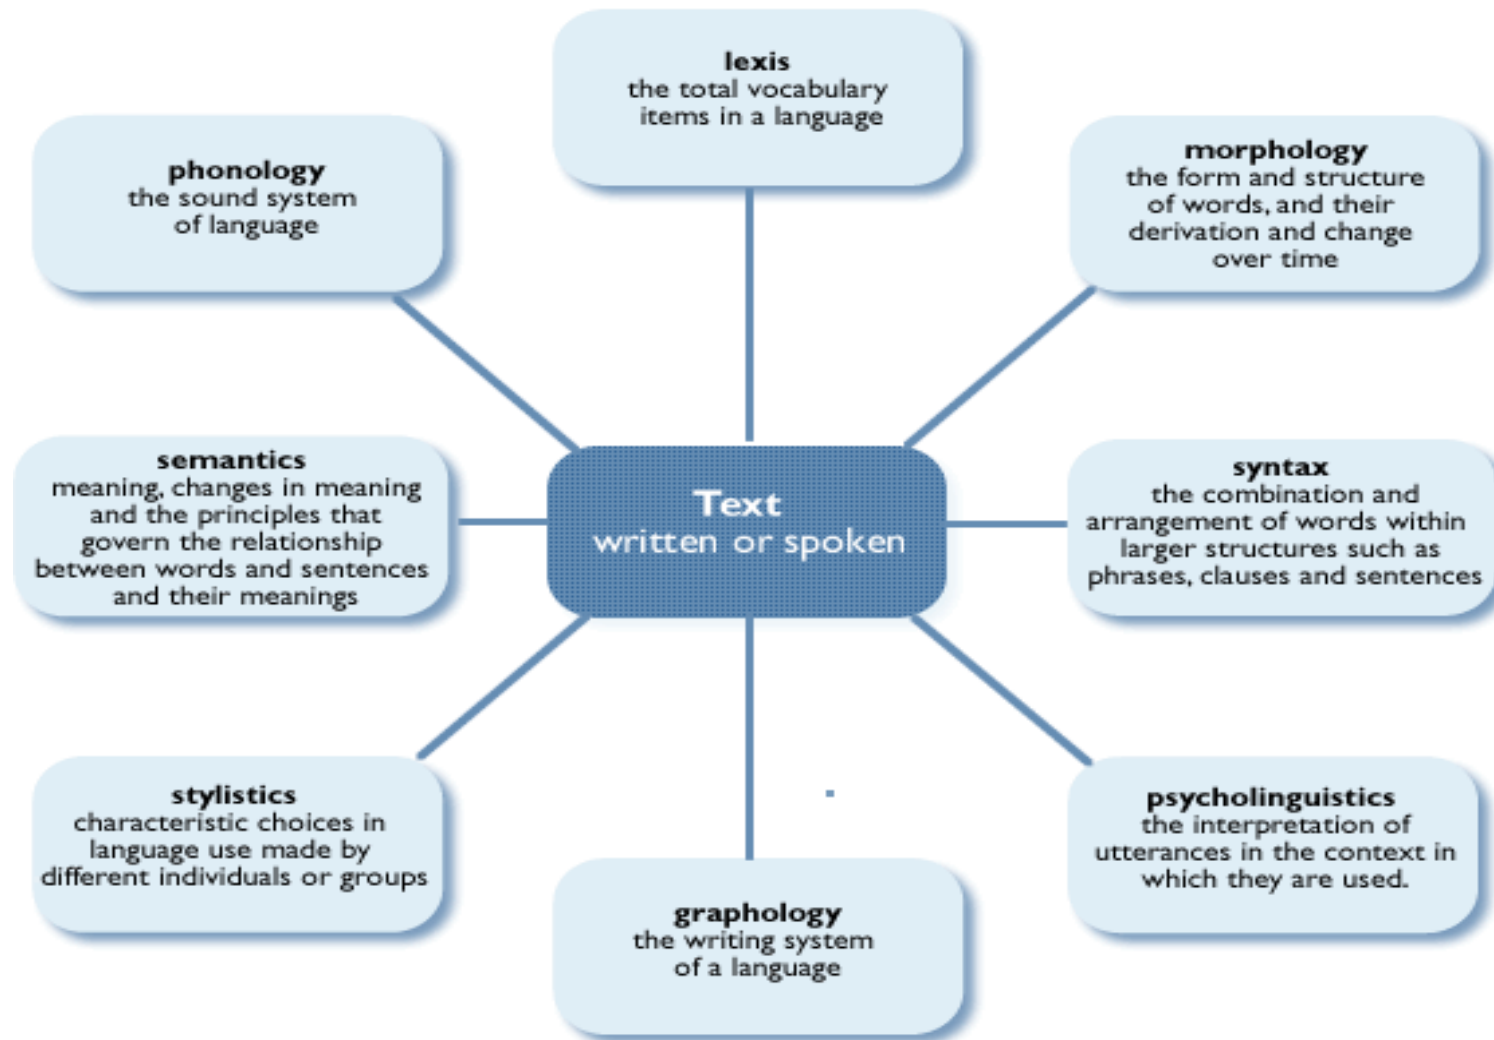 lexis
the total vocabulary
items in a language
phonology
the sound system
of language
morphology
the form and structure
of words, and their
derivation and change
over time
semantics
meaning, changes in meaning
and the principles that
govern the relationship
between words and sentences
and their meanings
Text
written or spoken
syntax
the combination and
arrangement of words within
larger structures such as
phrases, clauses and sentences
stylistics
characteristic choices in
language use made by
different individuals or groups
graphology
the writing system
of a language
psycholinguistics
the interpretation of
utterances in the context in
which they are used.